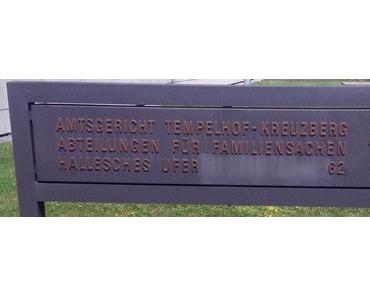 AMTSGERICHT TEMPELHOF-KREUZBERG
ABTEILUNGEN FÜR FAMILIENSACHEN
HALLESCHES UFER 62